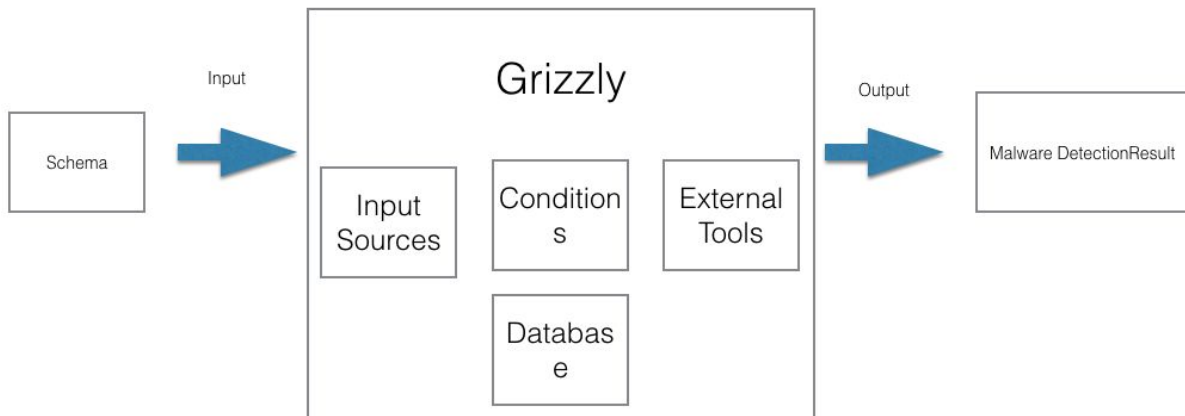 Input
Grizzly
Output
Schema
Malware DetectionResult
Input
Sources
Condition
s
External
Tools
Databas
e